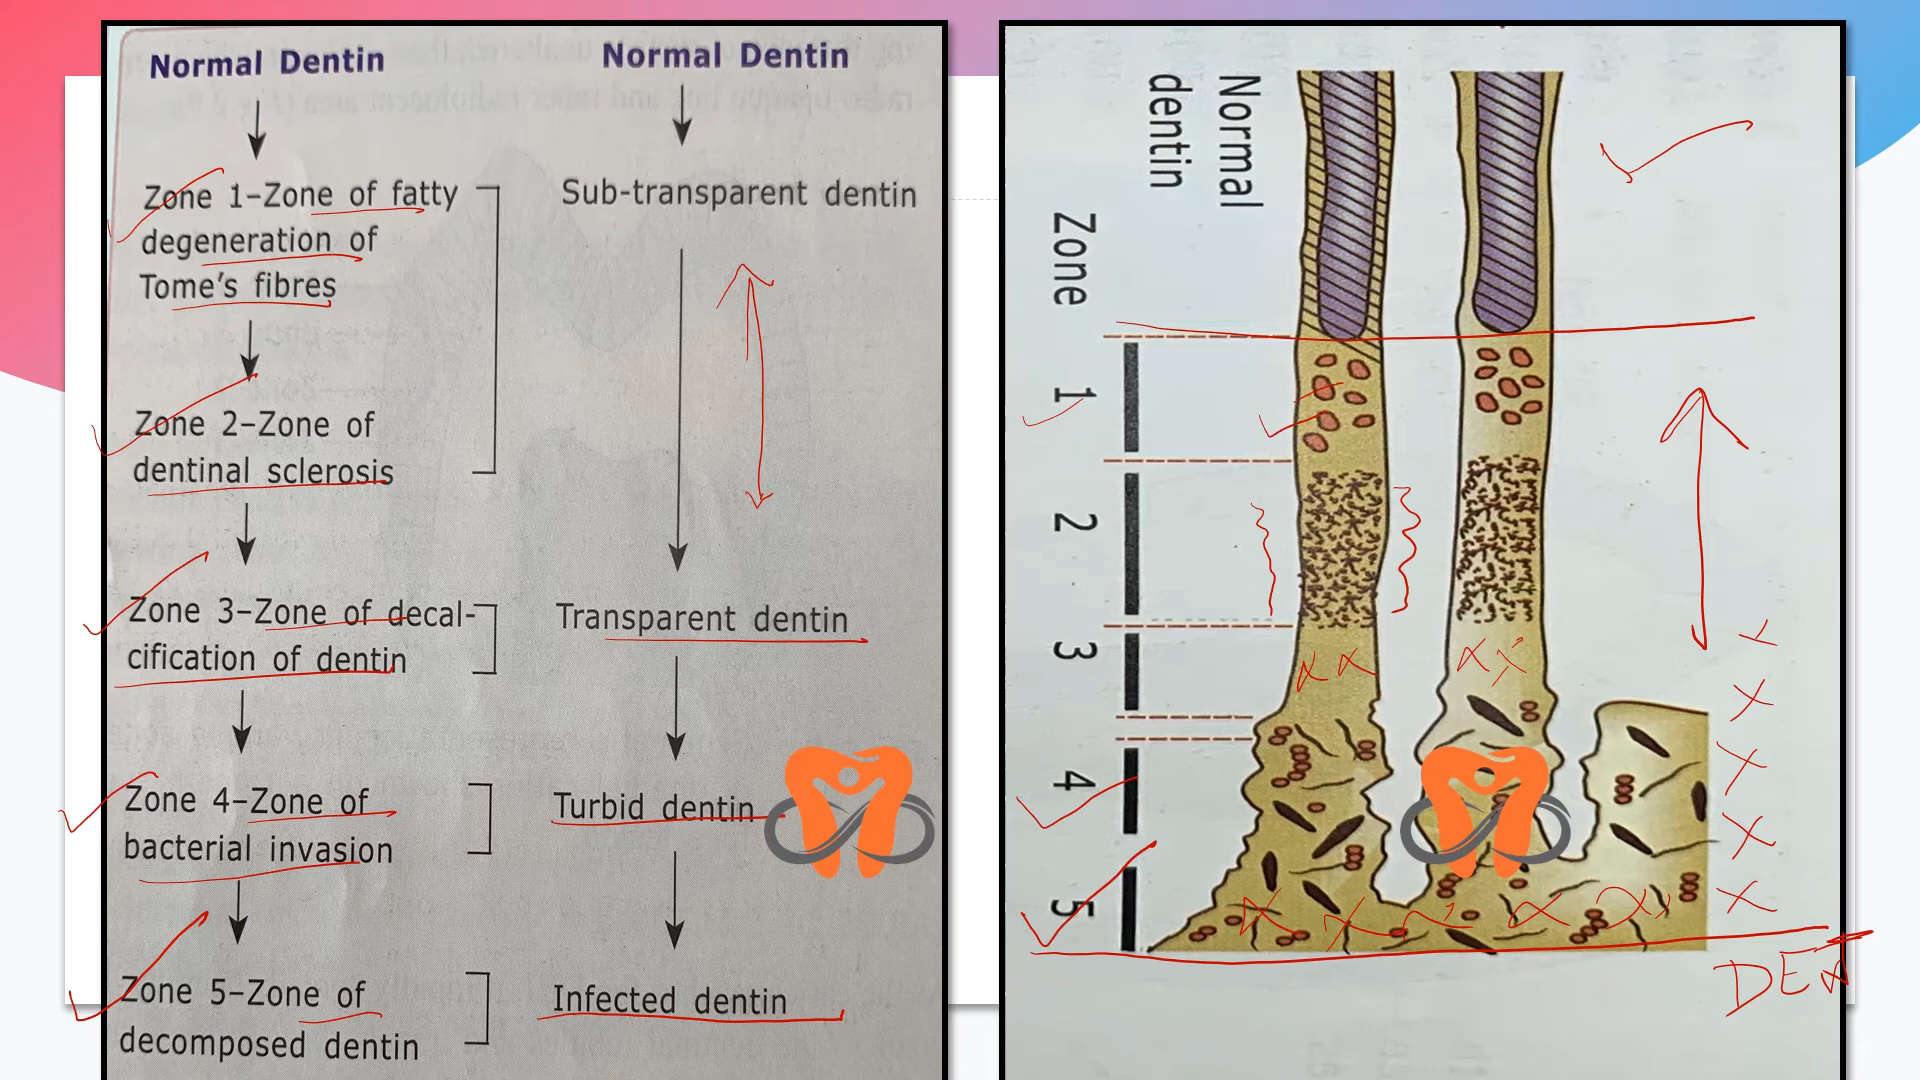 Normal Dentin
Zone 1–Zone of fatty
degeneration of
Tome's fibres
Zone 2–Zone of
dentinal sclerosis
Zone 3–Zone of decal-
cification of dentin
Zone 4–Zone of
bacterial invasion
Zone 5–Zone of
decomposed dentin
Normal Dentin
Sub-transparent dentin
Transparent dentin
Turbid dentin
Infected dentin
Normal
dentin
Zone
1
2
3
4
5